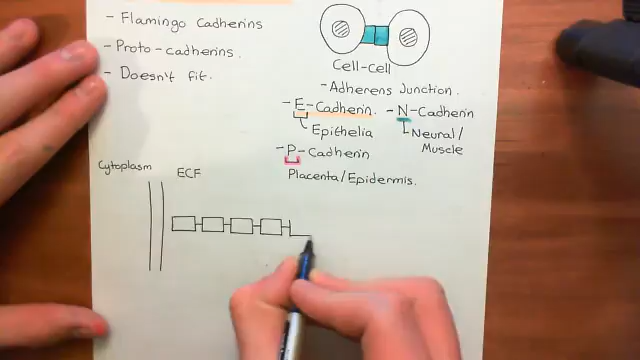 - Flamingo Cadherins
- Proto-cadherins.
- Doesn't fit.
Cell-cell
- Adherens Junction.
- E-Cadherin.
Epithelia
- N-Cadherin
Neural/
Muscle
- P-Cadherin
Placenta/Epidermis.
Cytoplasm
ECF